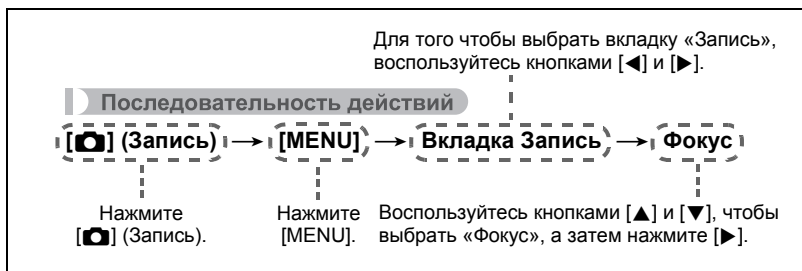 Для того чтобы выбрать вкладку «Запись»,
воспользуйтесь кнопками [◀] и [▶].
Последовательность действий
[📷] (Запись) → [MENU] → Вкладка Запись → Фокус
Нажмите
[📷] (Запись).
Нажмите
[MENU].
Воспользуйтесь кнопками [▲] и [▼], чтобы
выбрать «Фокус», а затем нажмите [▶].